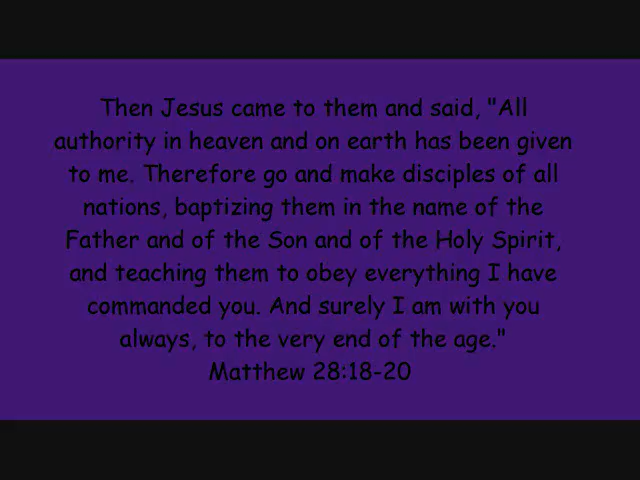 Then Jesus came to them and said, "All
authority in heaven and on earth has been given
to me. Therefore go and make disciples of all
nations, baptizing them in the name of the
Father and of the Son and of the Holy Spirit,
and teaching them to obey everything I have
commanded you. And surely I am with you
always, to the very end of the age."
Matthew 28:18-20